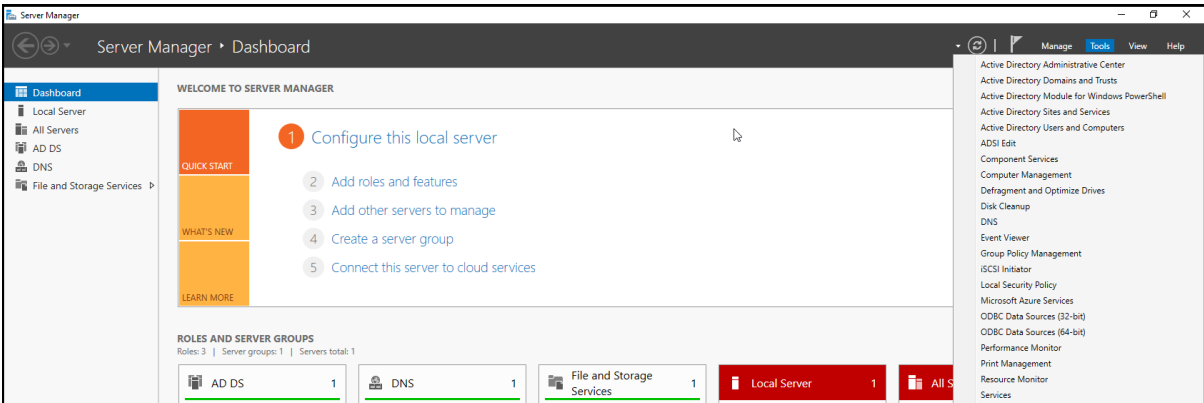 Server Manager
Server Manager ‣ Dashboard
Manage Tools View Help
Dashboard
Local Server
All Servers
AD DS
DNS
File and Storage Services
WELCOME TO SERVER MANAGER
QUICK START
WHAT'S NEW
LEARN MORE
1 Configure this local server
2 Add roles and features
3 Add other servers to manage
4 Create a server group
5 Connect this server to cloud services
ROLES AND SERVER GROUPS
Roles: 3 | Server groups: 1 | Servers total: 1
AD DS 1
DNS 1
File and Storage
Services 1
Local Server 1
All S
Active Directory Administrative Center
Active Directory Domains and Trusts
Active Directory Module for Windows PowerShell
Active Directory Sites and Services
Active Directory Users and Computers
ADSI Edit
Component Services
Computer Management
Defragment and Optimize Drives
Disk Cleanup
DNS
Event Viewer
Group Policy Management
iSCSI Initiator
Local Security Policy
Microsoft Azure Services
ODBC Data Sources (32-bit)
ODBC Data Sources (64-bit)
Performance Monitor
Print Management
Resource Monitor
Services